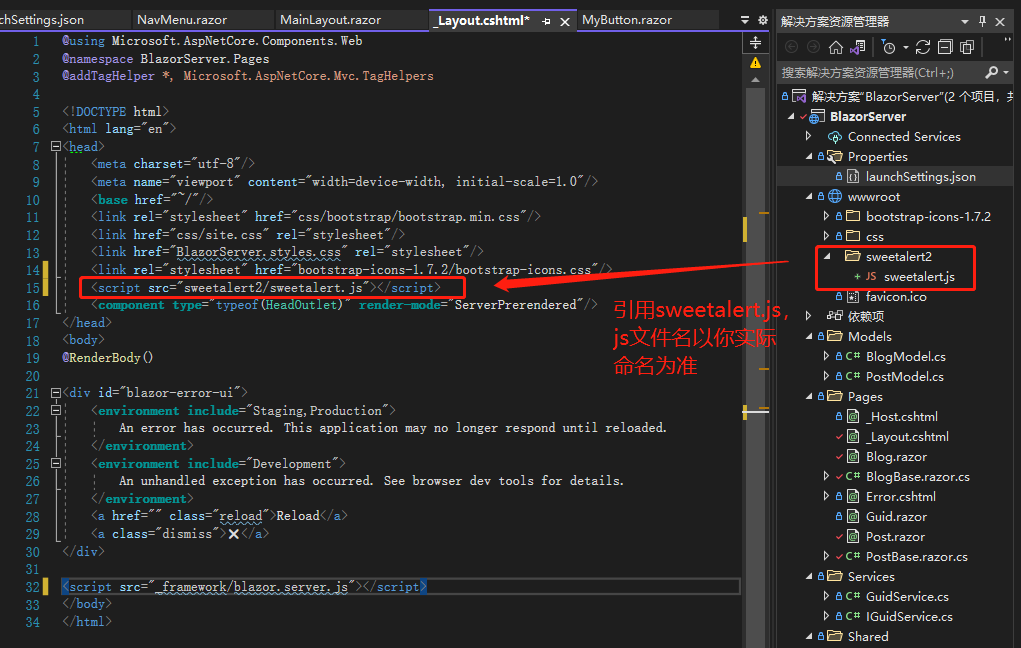 chSettings.json NavMenu.razor MainLayout.razor _Layout.cshtml* MyButton.razor
1 @using Microsoft.AspNetCore.Components.Web
2 @namespace BlazorServer.Pages
3 @addTagHelper *, Microsoft.AspNetCore.Mvc.TagHelpers
4
5 <!DOCTYPE html>
6 <html lang="en">
7 <head>
8 <meta charset="utf-8"/>
9 <meta name="viewport" content="width=device-width, initial-scale=1.0"/>
10 <base href="~/"/>
11 <link rel="stylesheet" href="css/bootstrap/bootstrap.min.css"/>
12 <link href="css/site.css" rel="stylesheet"/>
13 <link href="BlazorServer.styles.css" rel="stylesheet"/>
14 <link rel="stylesheet" href="bootstrap-icons-1.7.2/bootstrap-icons.css"/>
15 <script src="sweetalert2/sweetalert.js"></script>
16 <component type="typeof(HeadOutlet)" render-mode="ServerPrerendered"/>
17 </head>
18 <body>
19 @RenderBody()
20
21 <div id="blazor-error-ui">
22 <environment include="Staging,Production">
23 An error has occurred. This application may no longer respond until reloaded.
24 </environment>
25 <environment include="Development">
26 An unhandled exception has occurred. See browser dev tools for details.
27 </environment>
28 <a href="" class="reload">Reload</a>
29 <a class="dismiss">🗙</a>
30 </div>
31
32 <script src="_framework/blazor.server.js"></script>
33 </body>
34 </html>
引用sweetalert.js，
js文件名以你实际
命名为准
解决方案资源管理器
搜索解决方案资源管理器(Ctrl+;)
解决方案"BlazorServer"(2 个项目，共
BlazorServer
Connected Services
Properties
launchSettings.json
wwwroot
bootstrap-icons-1.7.2
css
sweetalert2
JS sweetalert.js
favicon.ico
依赖项
Models
C# BlogModel.cs
C# PostModel.cs
Pages
_Host.cshtml
_Layout.cshtml
Blog.razor
C# BlogBase.razor.cs
Error.cshtml
Guid.razor
Post.razor
C# PostBase.razor.cs
Services
C# GuidService.cs
C# IGuidService.cs
Shared